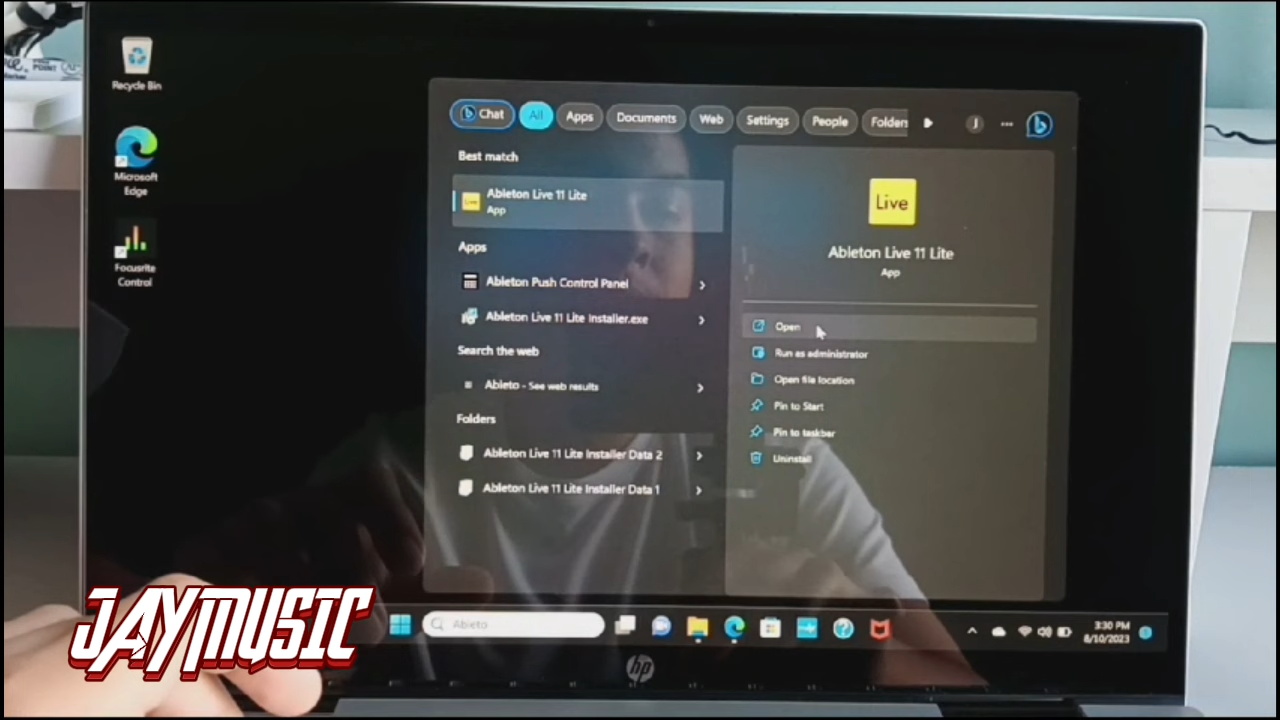 Recycle Bin
Microsoft
Edge
Focusrite
Control
Chat
All
Apps
Documents
Web
Settings
People
Folders
J
Best match
Ableton Live 11 Lite
App
Apps
Ableton Push Control Panel
Ableton Live 11 Lite Installer.exe
Search the web
Ableto - See web results
Folders
Ableton Live 11 Lite Installer Data 2
Ableton Live 11 Lite Installer Data 1
Live
Ableton Live 11 Lite
App
Open
Run as administrator
Open file location
Pin to Start
Pin to taskbar
Uninstall
JAYMUSIC
Ableto
3:30 PM
8/10/2023
hp